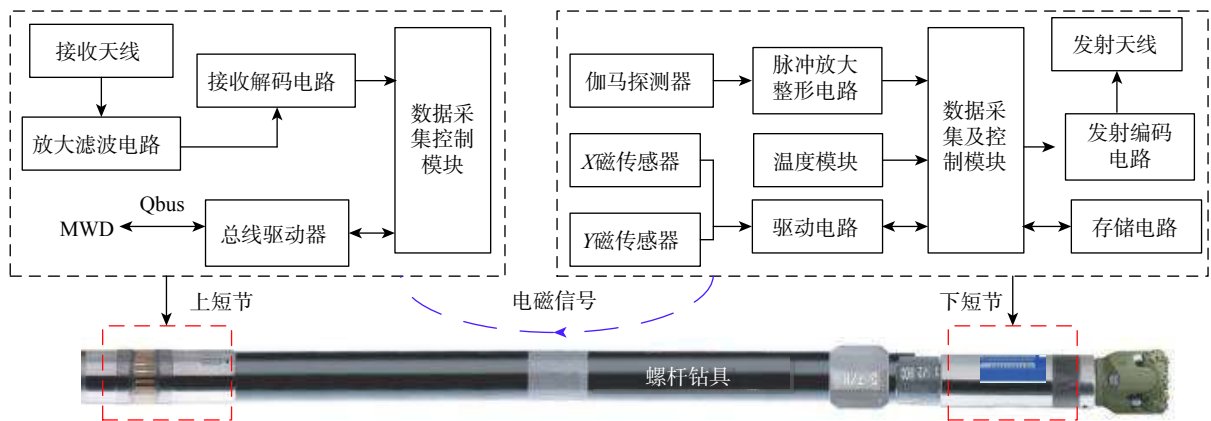 接收天线
放大滤波电路
接收解码电路
数据采
集控制
模块
Qbus
MWD
总线驱动器
伽马探测器
脉冲放大
整形电路
X磁传感器
Y磁传感器
温度模块
驱动电路
数据采
集及控
制模块
发射天线
发射编码
电路
存储电路
上短节
电磁信号
下短节
螺杆钻具